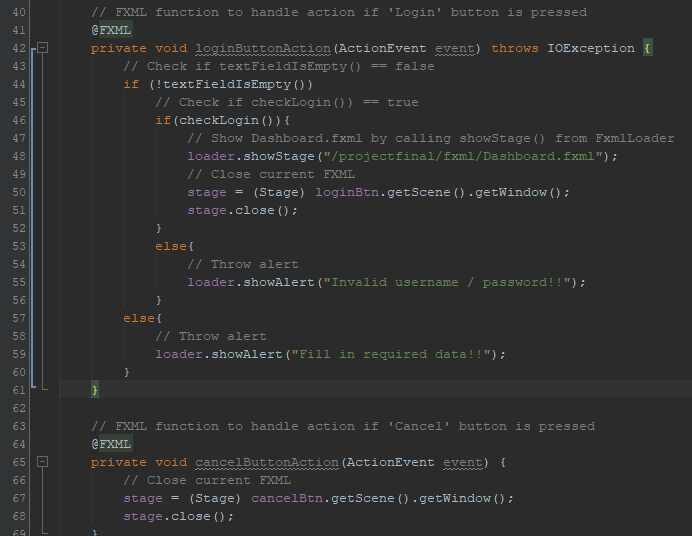 40 // FXML function to handle action if 'Login' button is pressed
41 @FXML
42 private void loginButtonAction(ActionEvent event) throws IOException {
43 // Check if textFieldIsEmpty() == false
44 if (!textFieldIsEmpty())
45 // Check if checkLogin()) == true
46 if(checkLogin()){
47 // Show Dashboard.fxml by calling showStage() from FxmlLoader
48 loader.showStage("/projectfinal/fxml/Dashboard.fxml");
49 // Close current FXML
50 stage = (Stage) loginBtn.getScene().getWindow();
51 stage.close();
52 }
53 else{
54 // Throw alert
55 loader.showAlert("Invalid username / password!!");
56 }
57 else{
58 // Throw alert
59 loader.showAlert("Fill in required data!!");
60 }
61 }
62
63 // FXML function to handle action if 'Cancel' button is pressed
64 @FXML
65 private void cancelButtonAction(ActionEvent event) {
66 // Close current FXML
67 stage = (Stage) cancelBtn.getScene().getWindow();
68 stage.close();
69 }